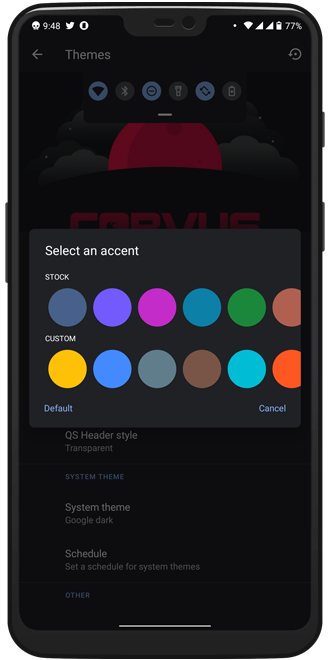 9:48
77%
Themes
CORVUS
Select an accent
STOCK
CUSTOM
Default
Cancel
QS Header style
Transparent
SYSTEM THEME
System theme
Google dark
Schedule
Set a schedule for system themes
OTHER